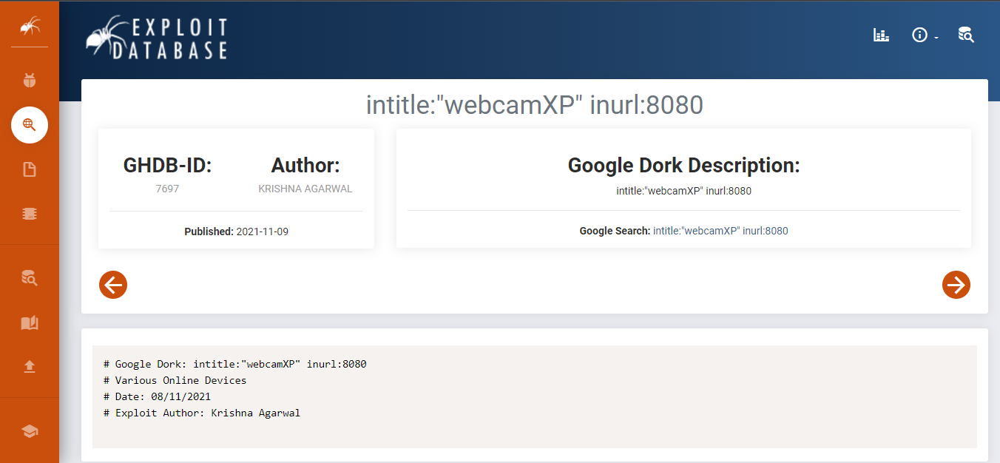 EXPLOIT
DATABASE
intitle:"webcamXP" inurl:8080
GHDB-ID:
7697
Author:
KRISHNA AGARWAL
Published: 2021-11-09
Google Dork Description:
intitle:"webcamXP" inurl:8080
Google Search: intitle:"webcamXP" inurl:8080
# Google Dork: intitle:"webcamXP" inurl:8080
# Various Online Devices
# Date: 08/11/2021
# Exploit Author: Krishna Agarwal